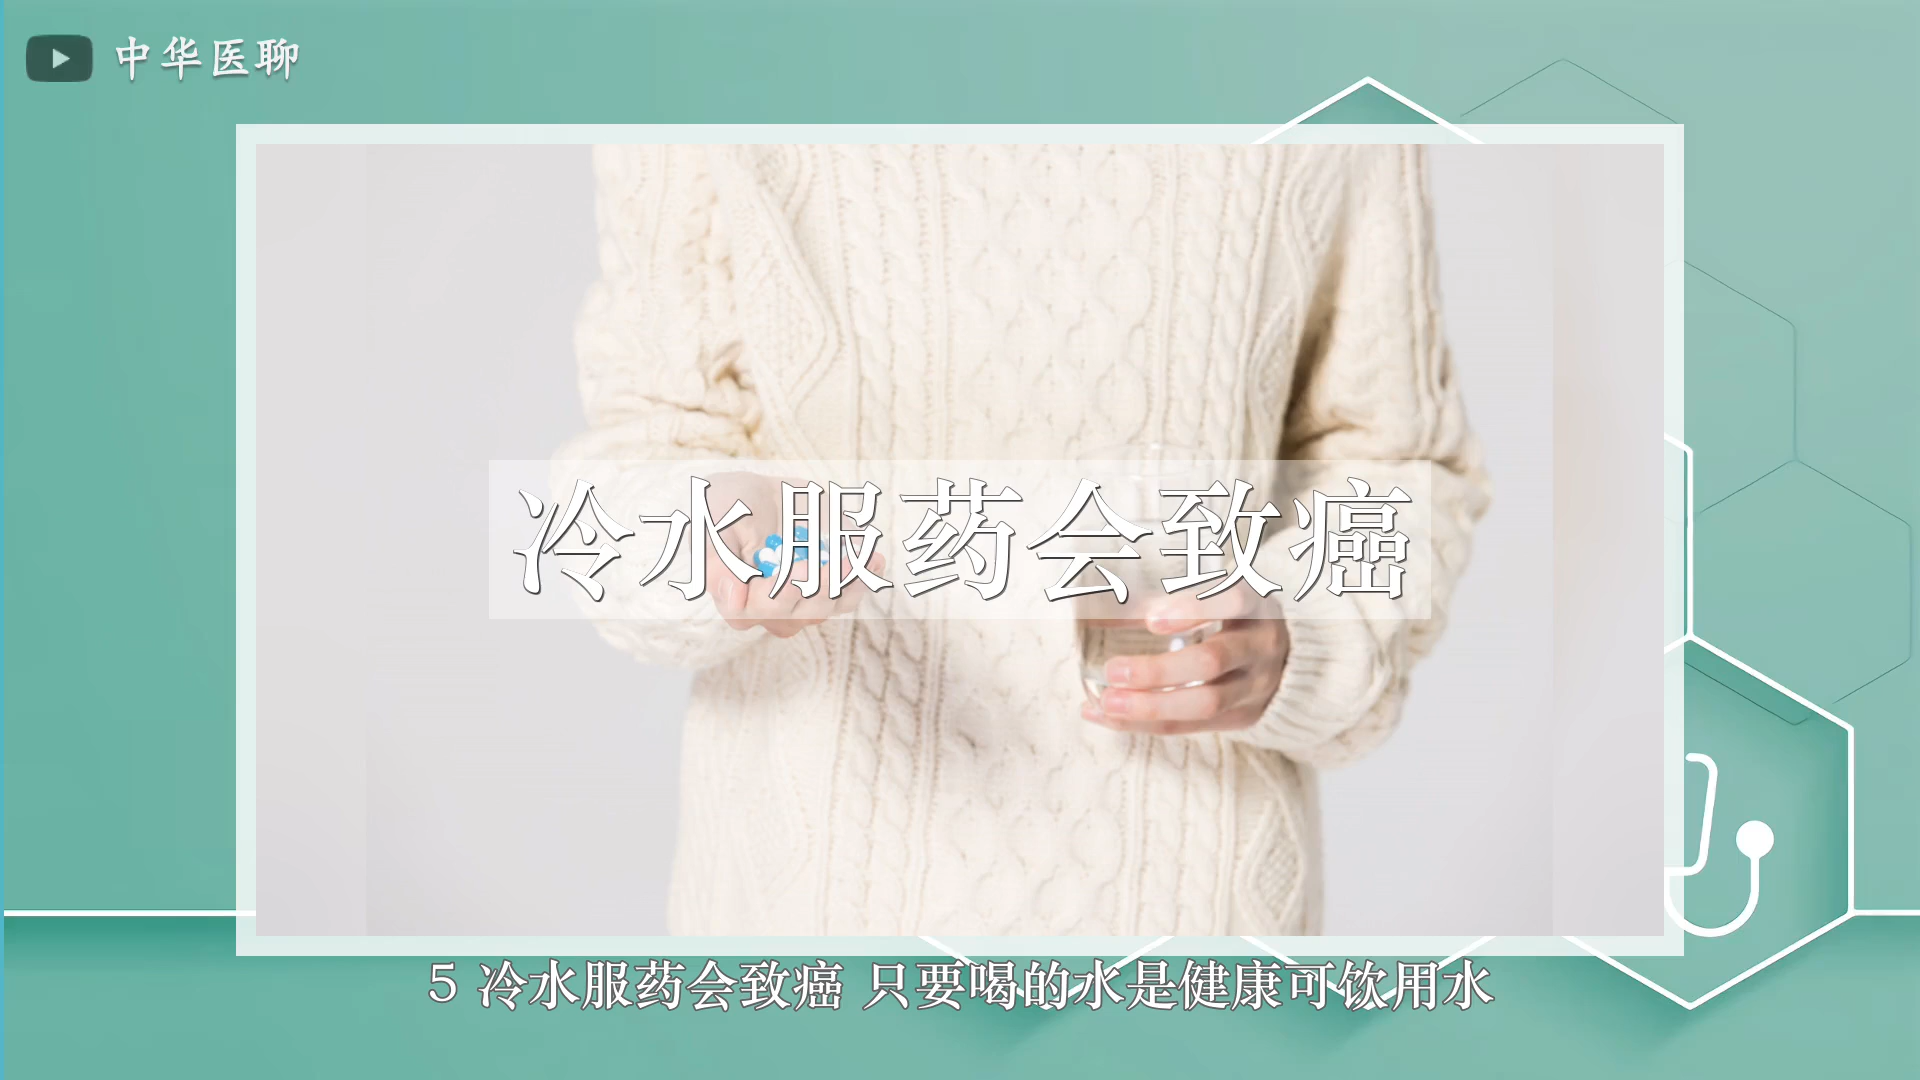 中华医聊
冷水服药会致癌
5 冷水服药会致癌 只要喝的水是健康可饮用水